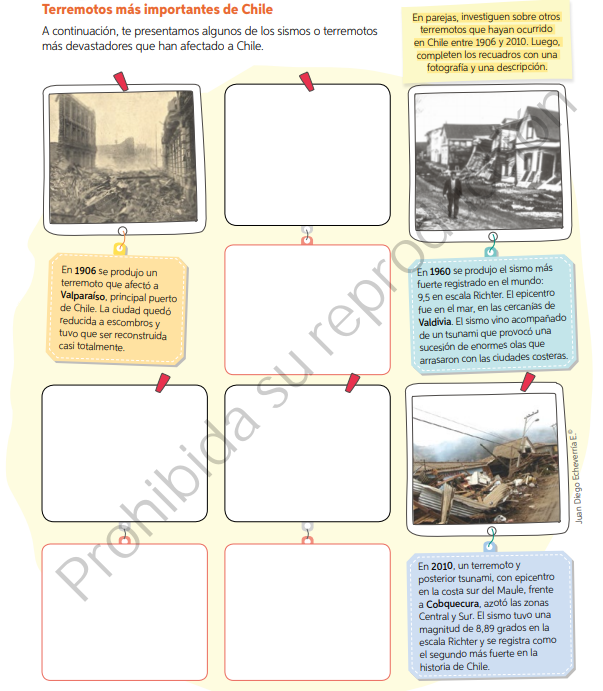 Terremotos más importantes de Chile
A continuación, te presentamos algunos de los sismos o terremotos
más devastadores que han afectado a Chile.
En parejas, investiguen sobre otros
terremotos que hayan ocurrido
en Chile entre 1906 y 2010. Luego,
completen los recuadros con una
fotografía y una descripción.
En 1906 se produjo un
terremoto que afectó a
Valparaíso, principal puerto
de Chile. La ciudad quedó
reducida a escombros y
tuvo que ser reconstruida
casi totalmente.
En 1960 se produjo el sismo más
fuerte registrado en el mundo:
9,5 en escala Richter. El epicentro
fue en el mar, en las cercanías de
Valdivia. El sismo vino acompañado
de un tsunami que provocó una
sucesión de enormes olas que
arrasaron con las ciudades costeras.
Juan Diego Echeverría E.©
En 2010, un terremoto y
posterior tsunami, con epicentro
en la costa sur del Maule, frente
a Cobquecura, azotó las zonas
Central y Sur. El sismo tuvo una
magnitud de 8,89 grados en la
escala Richter y se registra como
el segundo más fuerte en la
historia de Chile.
Prohibida su reproducción